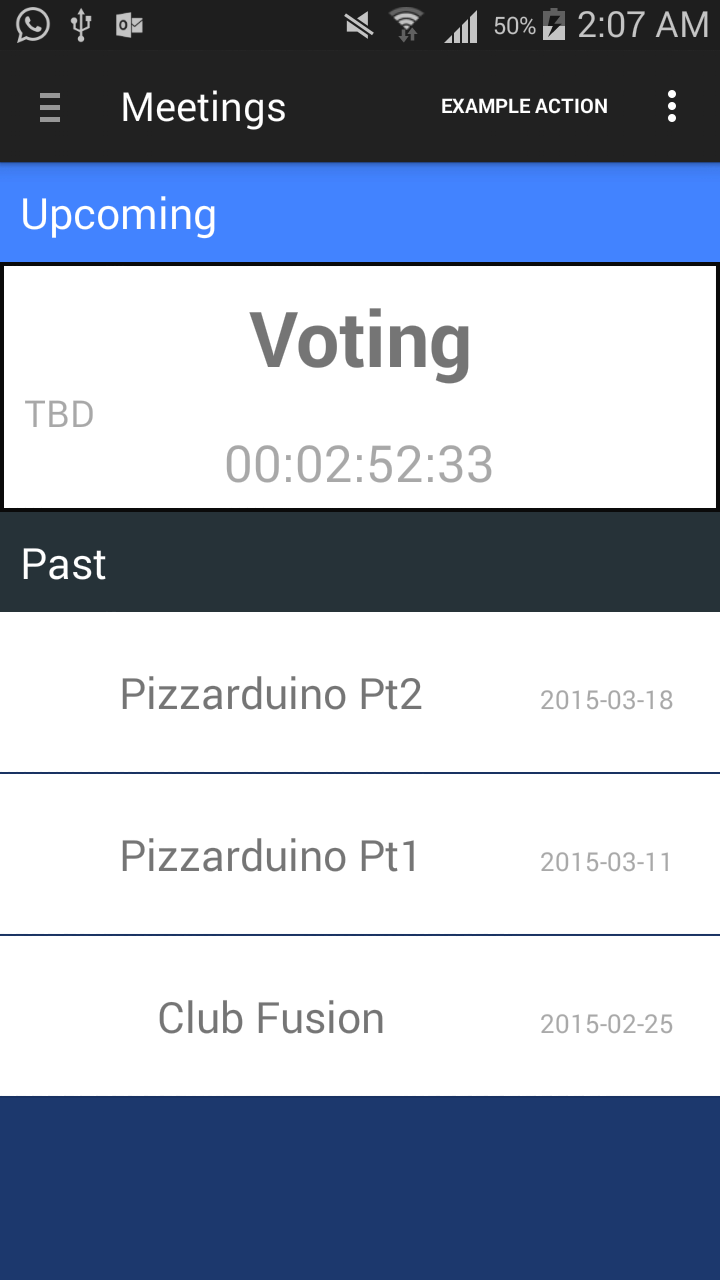 50% 2:07 AM
Meetings EXAMPLE ACTION
Upcoming
Voting
TBD
00:02:52:33
Past
Pizzarduino Pt2 2015-03-18
Pizzarduino Pt1 2015-03-11
Club Fusion 2015-02-25